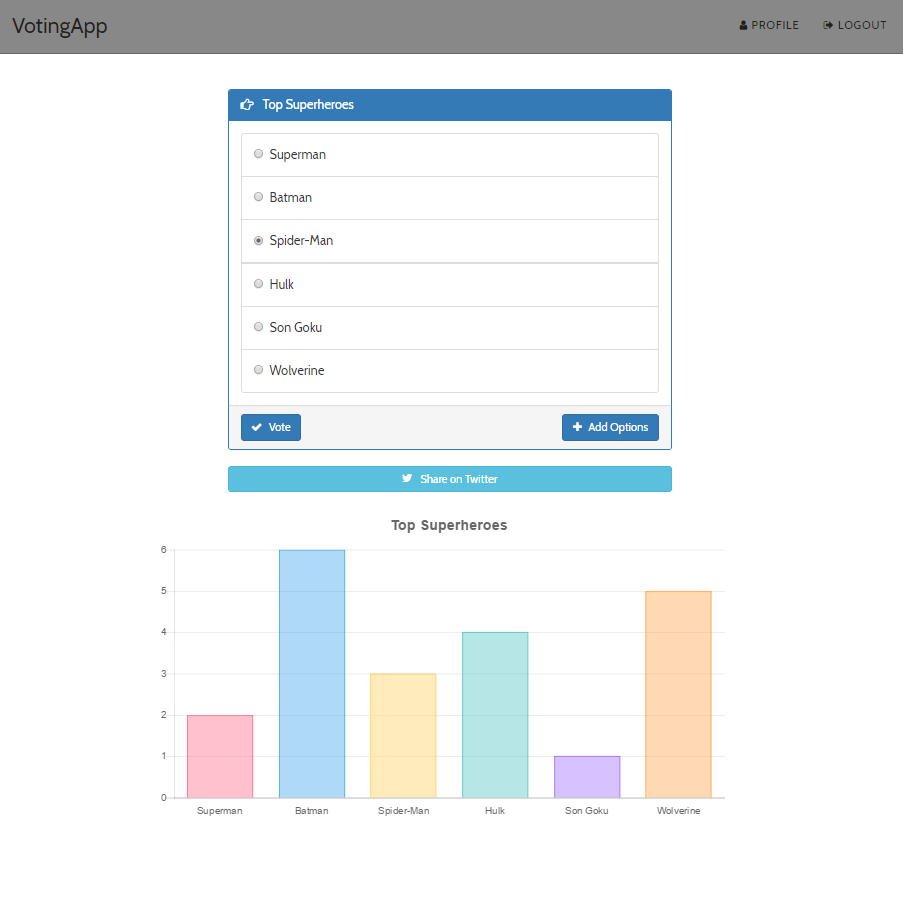 VotingApp PROFILE LOGOUT
Top Superheroes
Superman
Batman
Spider-Man
Hulk
Son Goku
Wolverine
Vote Add Options
Share on Twitter
Top Superheroes
6
5
4
3
2
1
0
Superman Batman Spider-Man Hulk Son Goku Wolverine